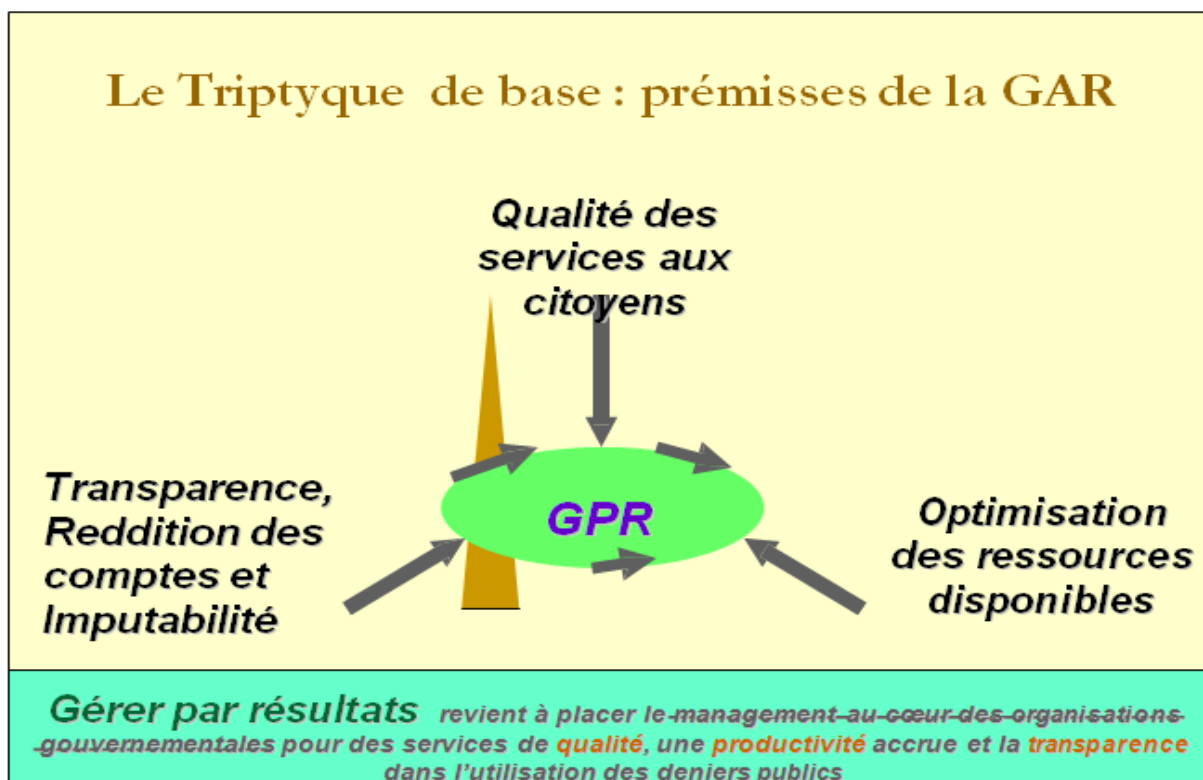 Le Triptyque de base : prémisses de la GAR
Qualité des
services aux
citoyens
Transparence,
Reddition des
comptes et
Imputabilité
GPR
Optimisation
des ressources
disponibles
Gérer par résultats revient à placer le management au cœur des organisations
gouvernementales pour des services de qualité, une productivité accrue et la transparence
dans l'utilisation des deniers publics